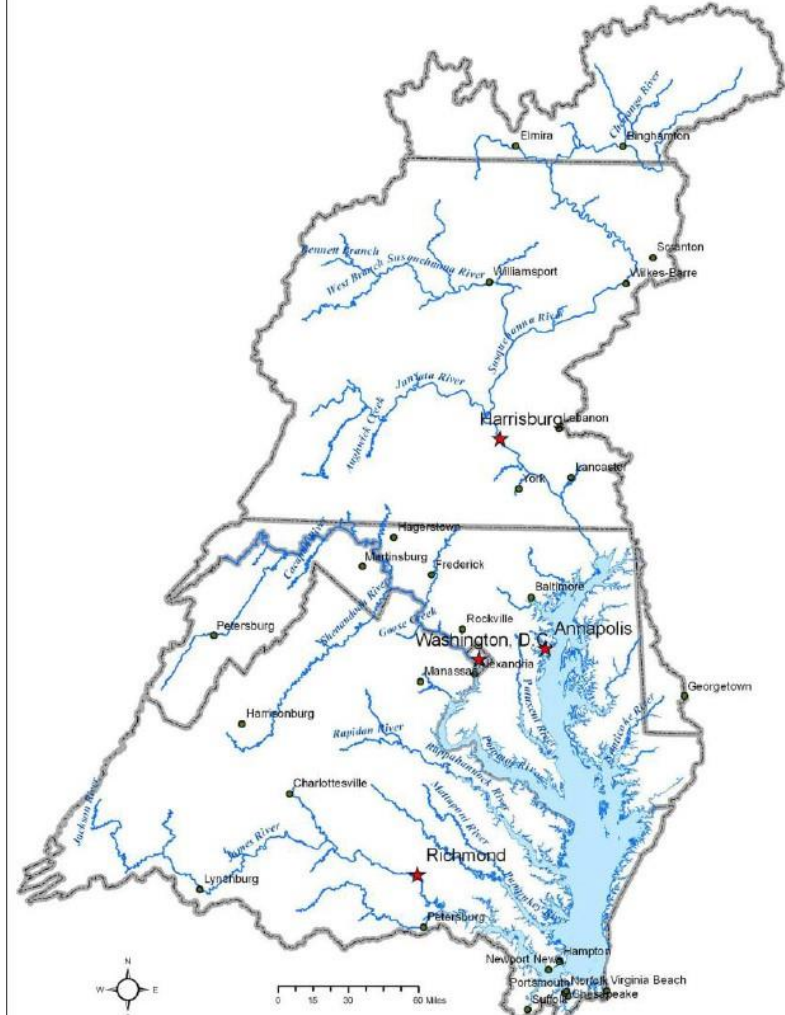 Chenango River
Elmira
Binghamton
Scranton
Bennett Branch
West Branch Susquehanna River
Williamsport
Wilkes-Barre
Susquehanna River
Juniata River
Aughwick Creek
Harrisburg
Lebanon
Lancaster
York
Hagerstown
Cacapon River
Martinsburg
Frederick
Baltimore
Shenandoah River
Goose Creek
Rockville
Petersburg
Washington, D.C.
Annapolis
Alexandria
Manassas
Patuxent River
Georgetown
Nanticoke River
Harrisonburg
Rapidan River
Rappahannock River
Potomac River
Charlottesville
Mattaponi River
Jackson River
James River
Richmond
Pamunkey
Lynchburg
Petersburg
Hampton
Newport News
Portsmouth
Norfolk
Virginia Beach
Chesapeake
Suffolk
N
W E
0 15 30 60 Miles